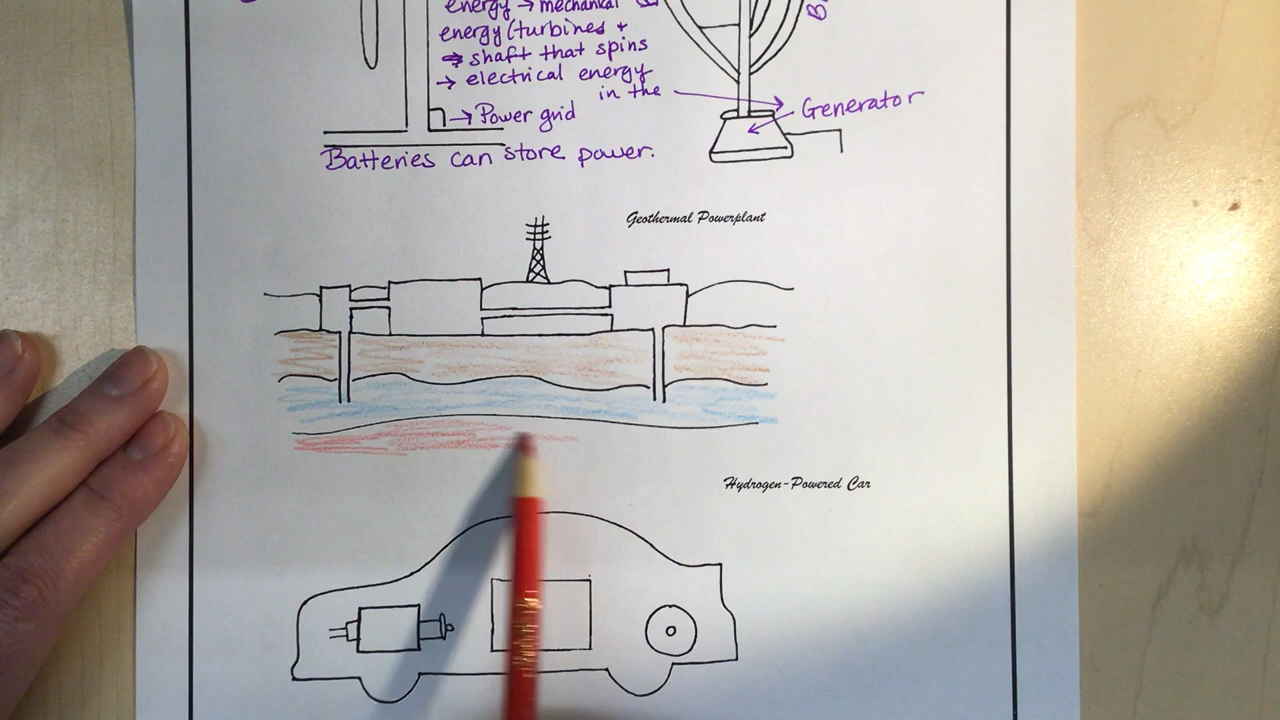 energy → mechanical
energy (turbines +
→ shaft that spins
→ electrical energy
in the
→ Power grid
Generator
Batteries can store power.
Geothermal Powerplant
Hydrogen-Powered Car